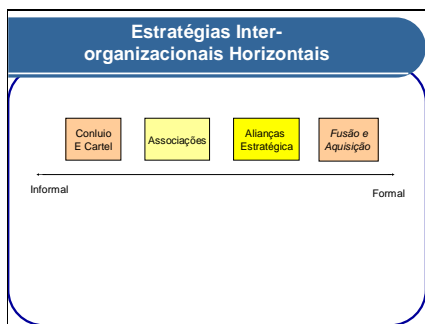 Estratégias Inter-
organizacionais Horizontais
Conluio
E Cartel
Associações
Alianças
Estratégica
Fusão e
Aquisição
Informal
Formal